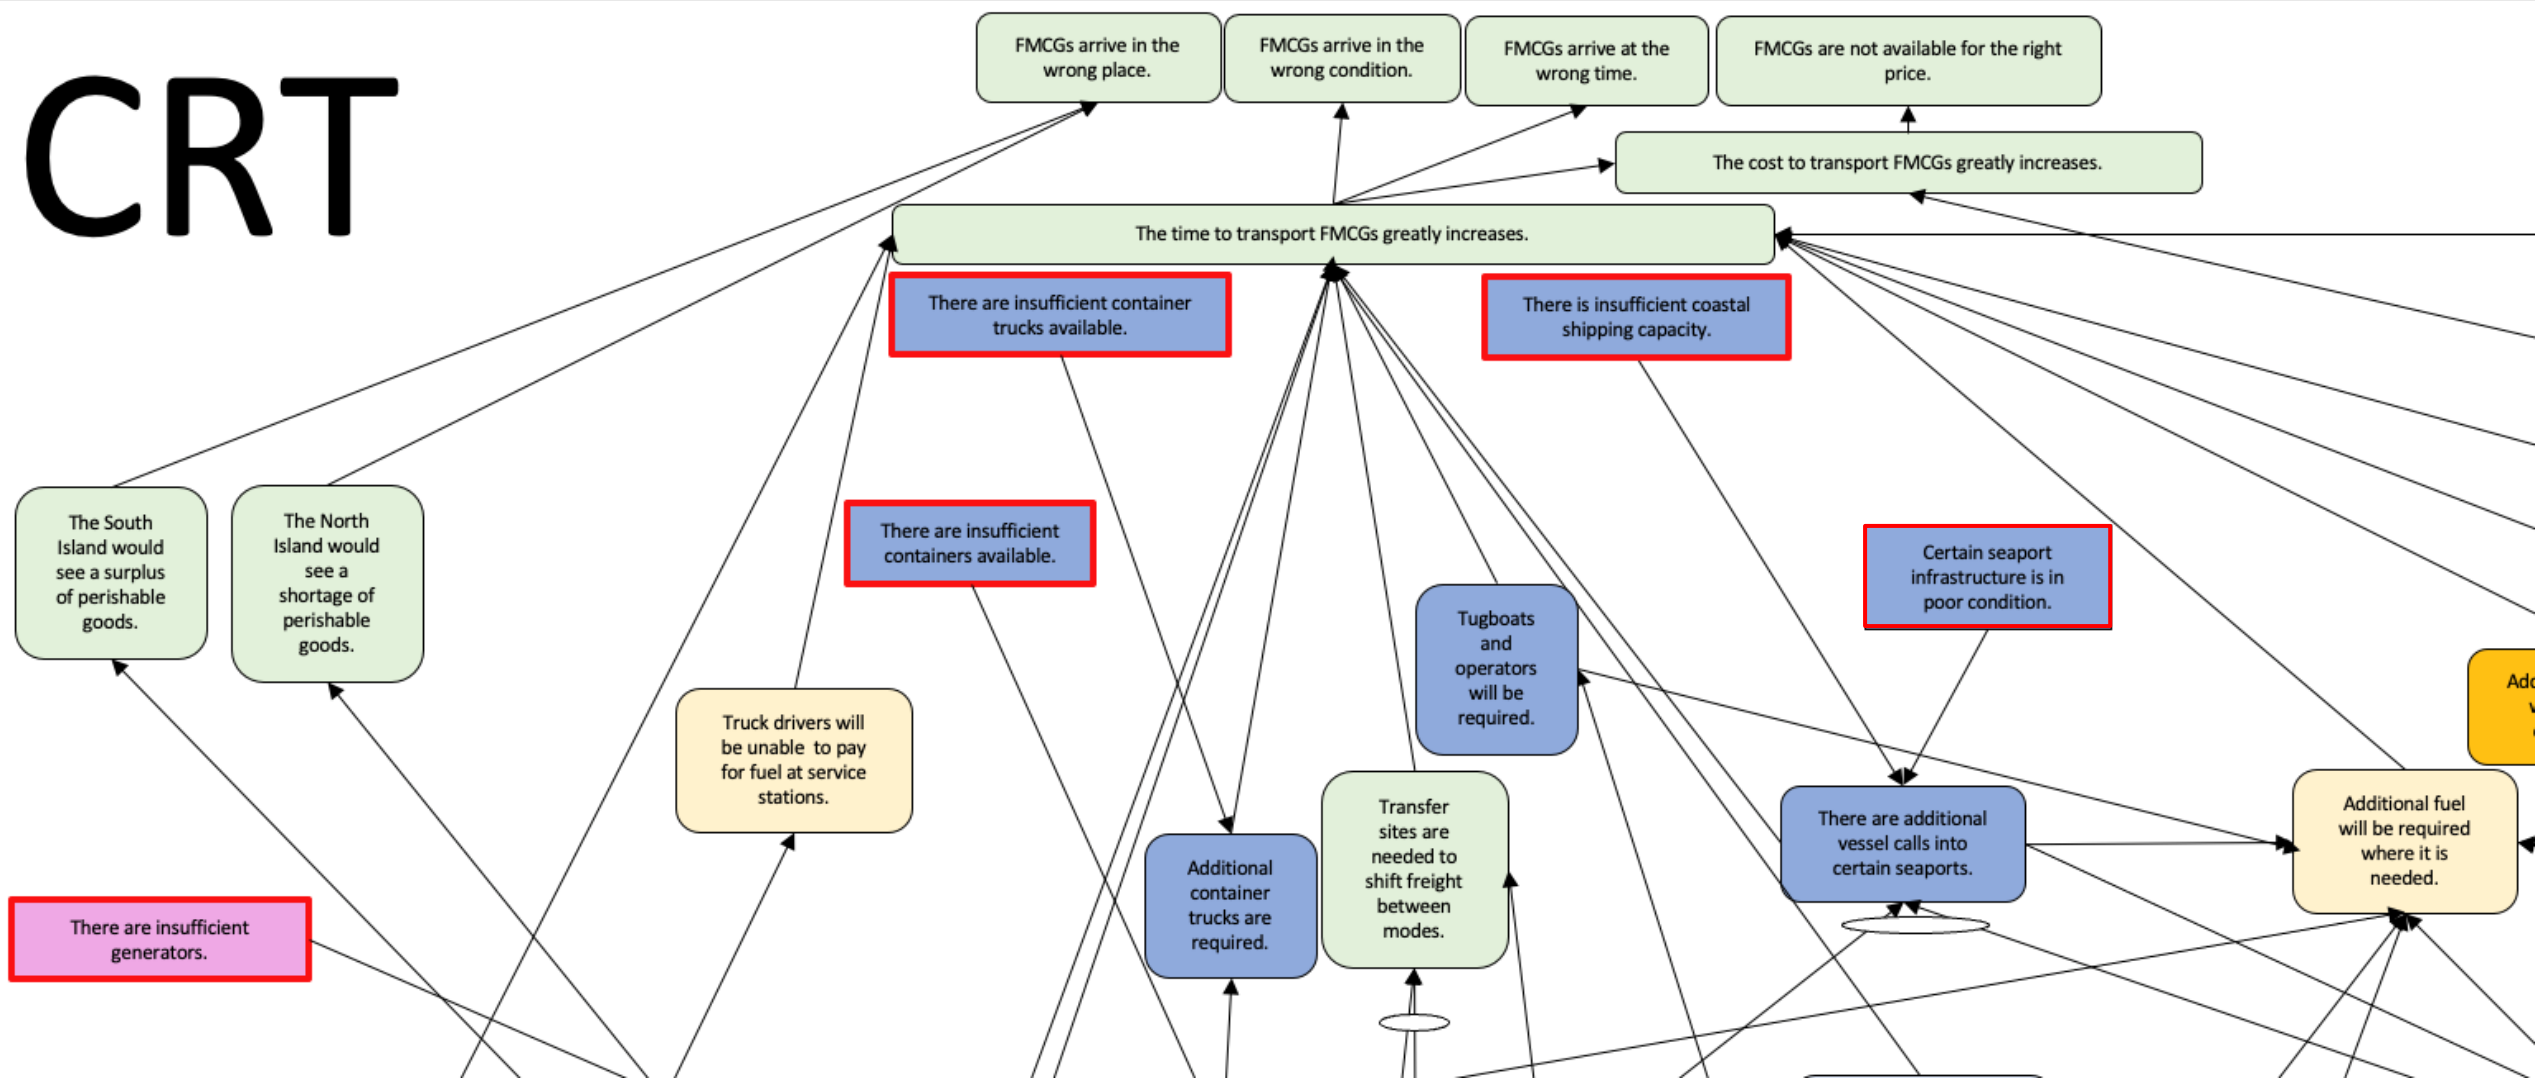 CRT
FMCGs arrive in the
wrong place.
FMCGs arrive in the
wrong condition.
FMCGs arrive at the
wrong time.
FMCGs are not available for the right
price.
The cost to transport FMCGs greatly increases.
The time to transport FMCGs greatly increases.
There are insufficient container
trucks available.
There is insufficient coastal
shipping capacity.
The South
Island would
see a surplus
of perishable
goods.
The North
Island would
see a
shortage of
perishable
goods.
There are insufficient
containers available.
Certain seaport
infrastructure is in
poor condition.
Tugboats
and
operators
will be
required.
Truck drivers will
be unable to pay
for fuel at service
stations.
Transfer
sites are
needed to
shift freight
between
modes.
There are additional
vessel calls into
certain seaports.
Additional fuel
will be required
where it is
needed.
Additional
container
trucks are
required.
There are insufficient
generators.